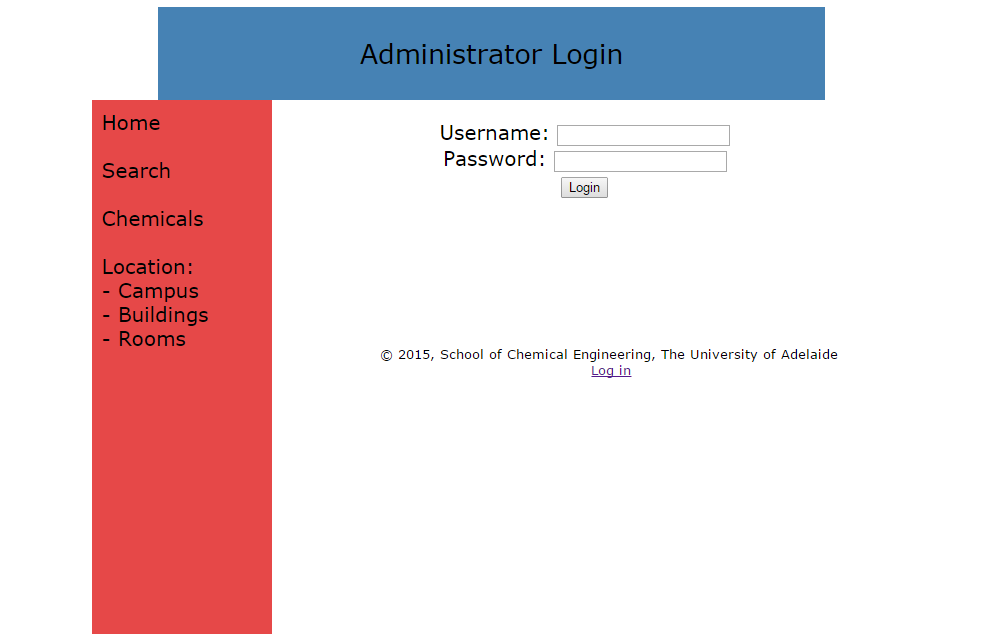 Administrator Login
Home
Search
Chemicals
Location:
- Campus
- Buildings
- Rooms
Username:
Password:
Login
© 2015, School of Chemical Engineering, The University of Adelaide
Log in